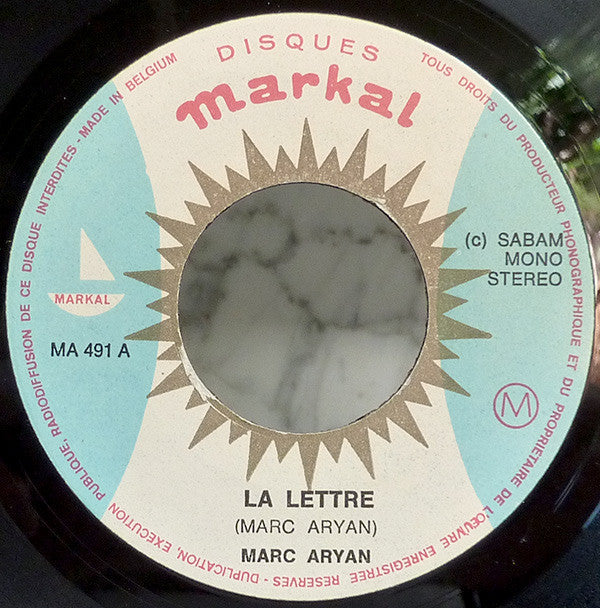 DISQUES
markal
(c) SABAM
MONO
STEREO
MARKAL
MA 491 A
M
LA LETTRE
(MARC ARYAN)
MARC ARYAN
TOUS DROITS DU PRODUCTEUR PHONOGRAPHIQUE ET DU PROPRIETAIRE DE L'ŒUVRE ENREGISTREE RESERVES - DUPLICATION, EXECUTION PUBLIQUE, RADIODIFFUSION DE CE DISQUE INTERDITES - MADE IN BELGIUM